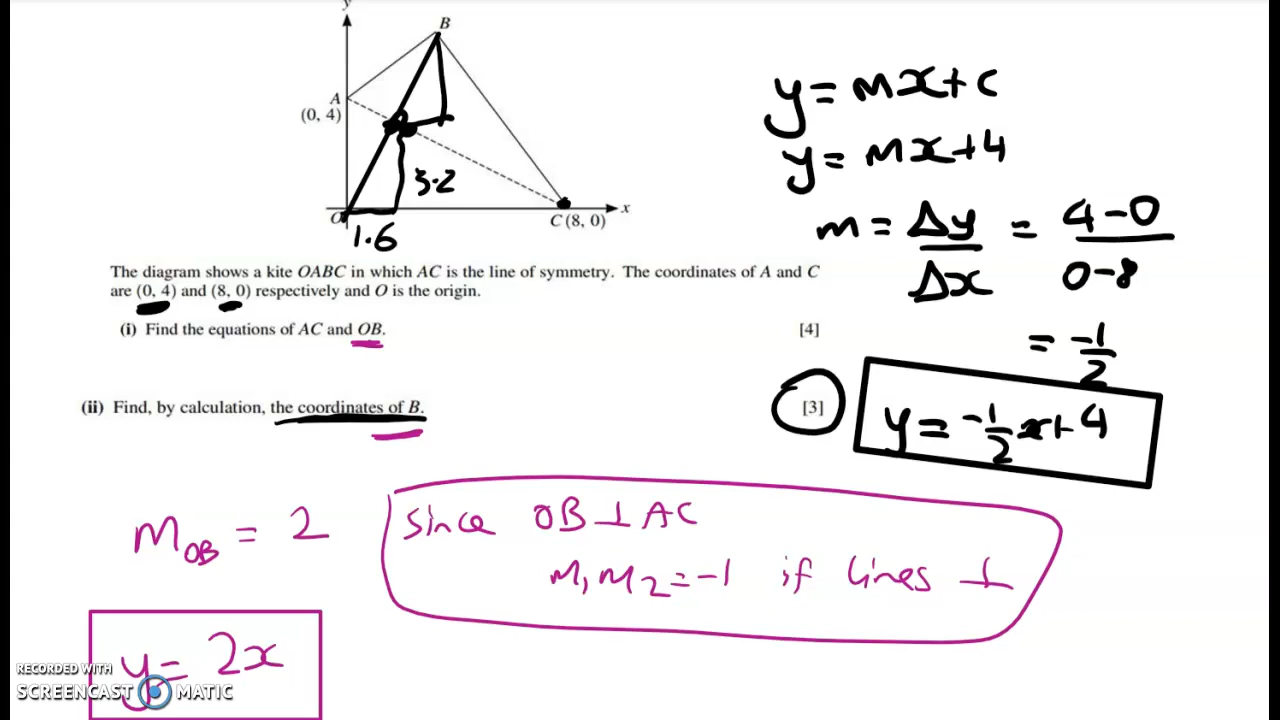 y
B
A
(0, 4)
3.2
O
C (8, 0)
x
1.6
The diagram shows a kite OABC in which AC is the line of symmetry. The coordinates of A and C
are (0, 4) and (8, 0) respectively and O is the origin.
(i) Find the equations of AC and OB. [4]
(ii) Find, by calculation, the coordinates of B. [3]
y = mx+c
y = mx+4
m = Δy/Δx = 4-0/0-8
= -1/2
y = -1/2x+4
mOB = 2
Since OB ⊥ AC
m, m2 = -1 if lines ⊥
y = 2x
RECORDED WITH
SCREENCAST MATIC